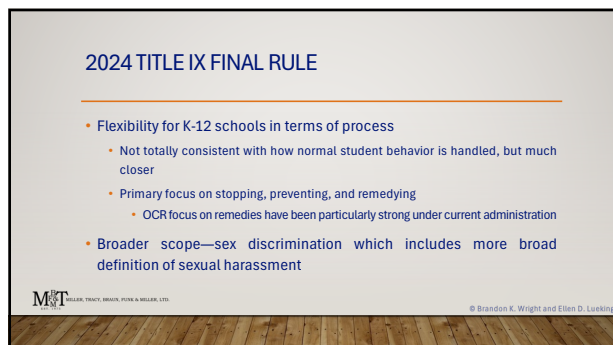 2024 TITLE IX FINAL RULE
• Flexibility for K-12 schools in terms of process
• Not totally consistent with how normal student behavior is handled, but much
closer
• Primary focus on stopping, preventing, and remedying
• OCR focus on remedies have been particularly strong under current administration
• Broader scope—sex discrimination which includes more broad
definition of sexual harassment
MILLER, TRACY, BRAUN, FUNK & MILLER, LTD.
© Brandon K. Wright and Ellen D. Lueking